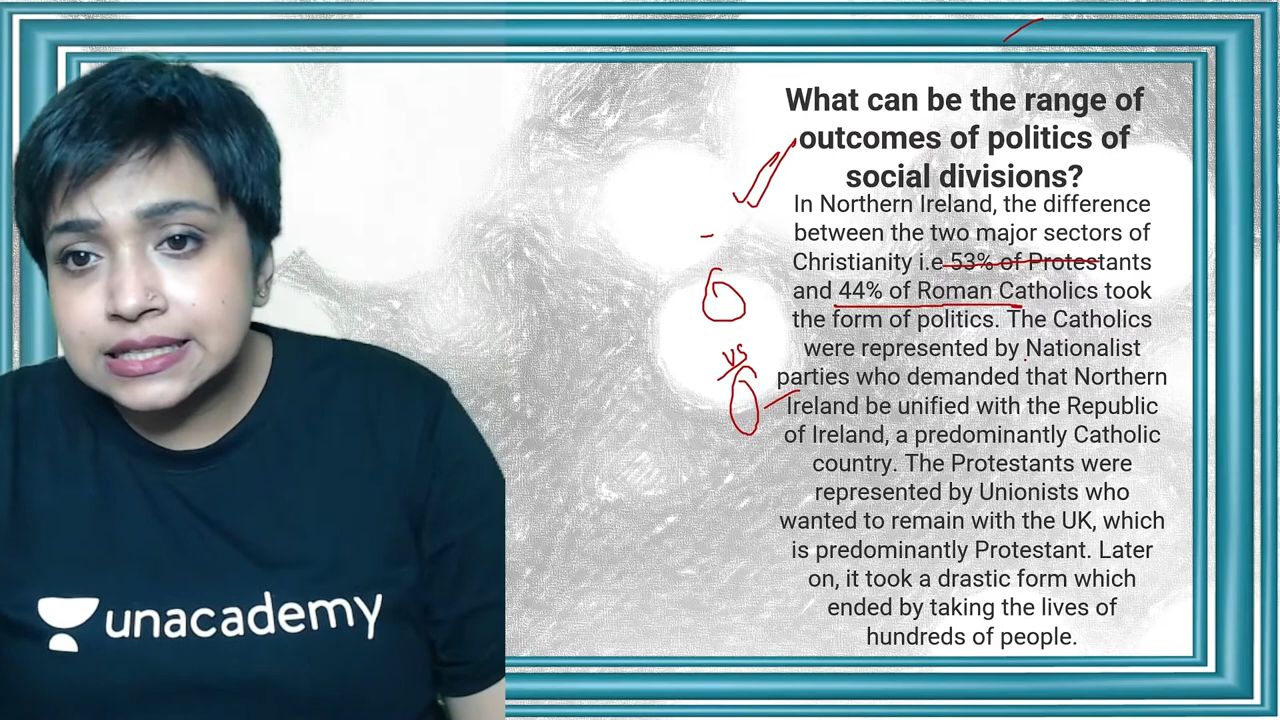 What can be the range of
outcomes of politics of
social divisions?
In Northern Ireland, the difference
between the two major sectors of
Christianity i.e 53% of Protestants
and 44% of Roman Catholics took
the form of politics. The Catholics
were represented by Nationalist
parties who demanded that Northern
Ireland be unified with the Republic
of Ireland, a predominantly Catholic
country. The Protestants were
represented by Unionists who
wanted to remain with the UK, which
is predominantly Protestant. Later
on, it took a drastic form which
ended by taking the lives of
hundreds of people.
vs
unacademy